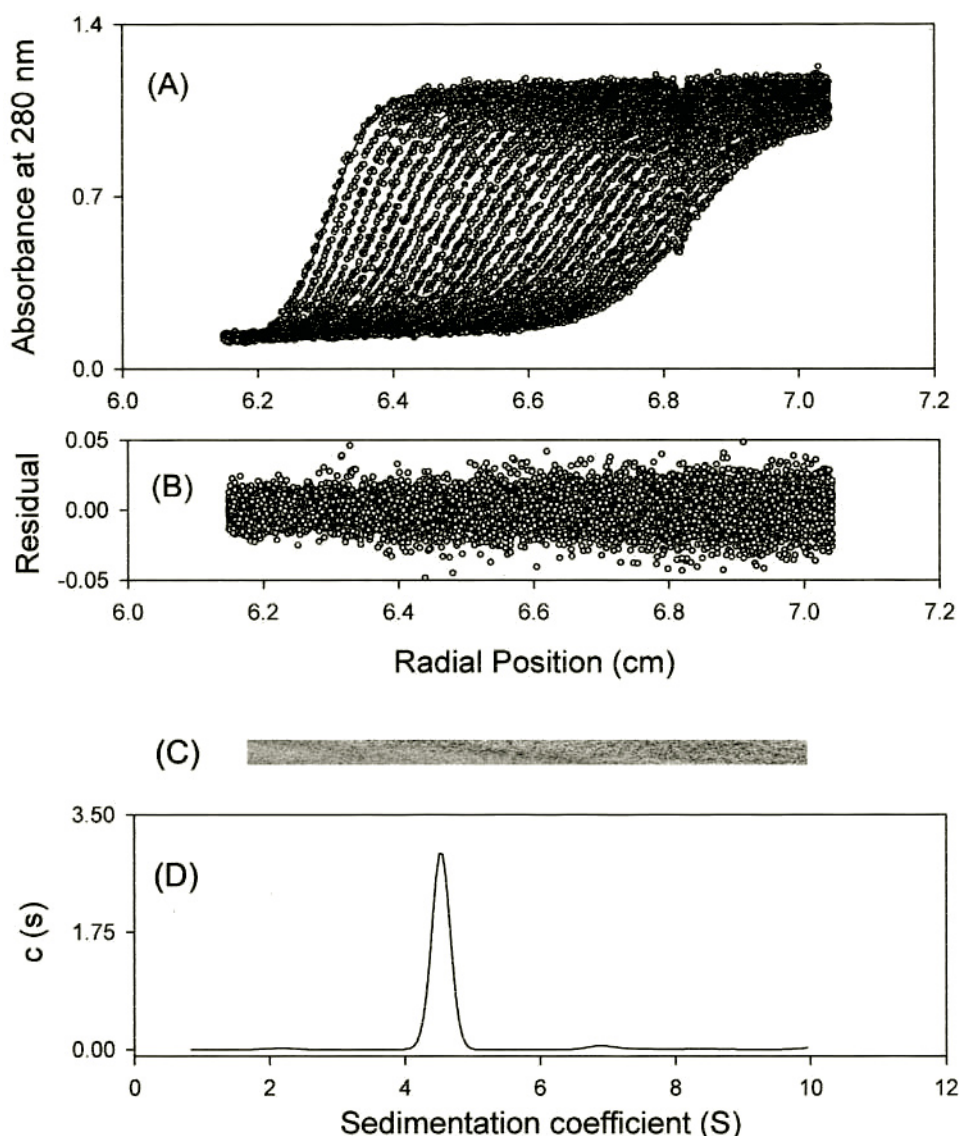 1.4
(A)
Absorbance at 280 nm
0.7
0.0
6.0 6.2 6.4 6.6 6.8 7.0 7.2
0.05
(B)
Residual
0.00
-0.05
6.0 6.2 6.4 6.6 6.8 7.0 7.2
Radial Position (cm)
(C)
3.50
(D)
c (s)
1.75
0.00
0 2 4 6 8 10 12
Sedimentation coefficient (S)